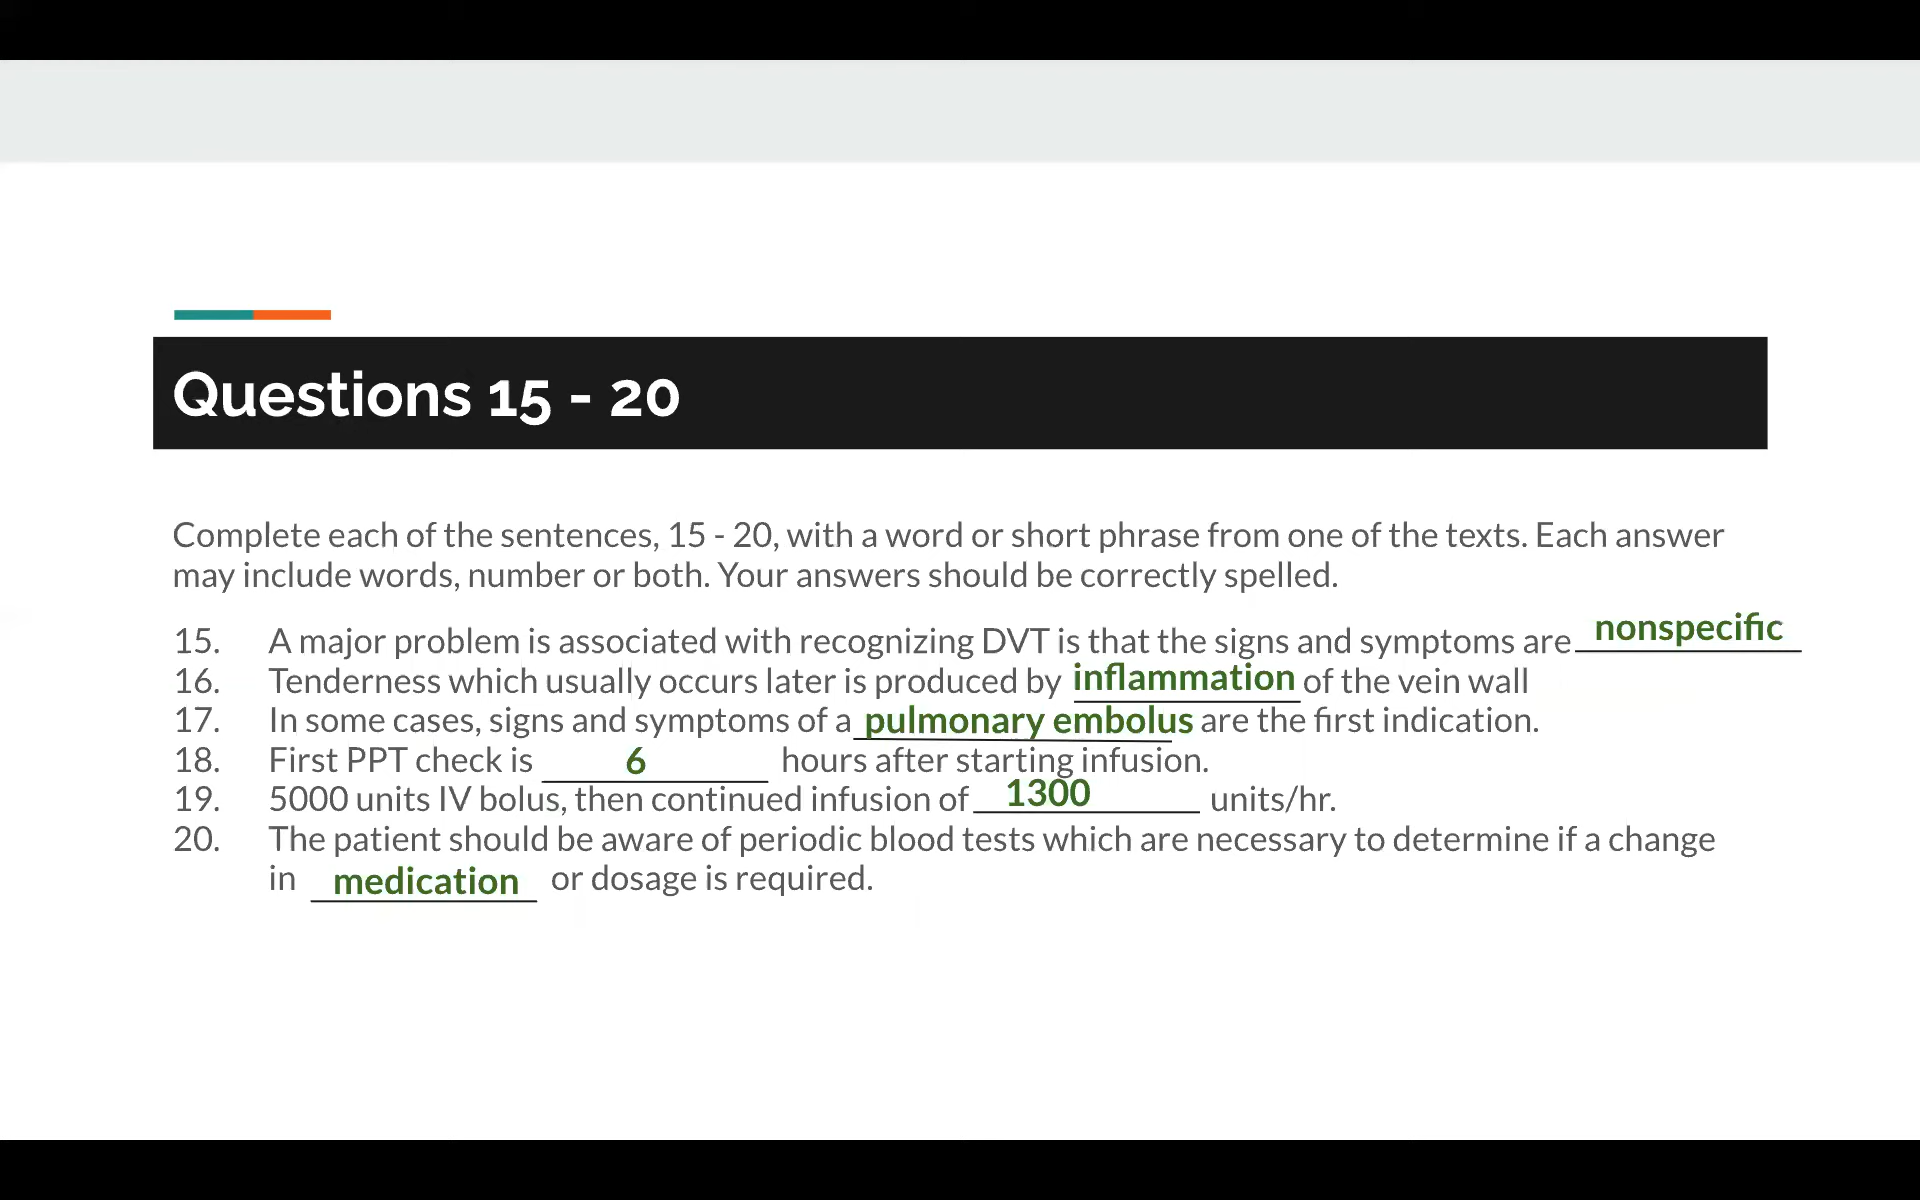 Questions 15 - 20
Complete each of the sentences, 15 - 20, with a word or short phrase from one of the texts. Each answer
may include words, number or both. Your answers should be correctly spelled.
15. A major problem is associated with recognizing DVT is that the signs and symptoms are nonspecific
16. Tenderness which usually occurs later is produced by inflammation of the vein wall
17. In some cases, signs and symptoms of a pulmonary embolus are the first indication.
18. First PPT check is 6 hours after starting infusion.
19. 5000 units IV bolus, then continued infusion of 1300 units/hr.
20. The patient should be aware of periodic blood tests which are necessary to determine if a change
in medication or dosage is required.